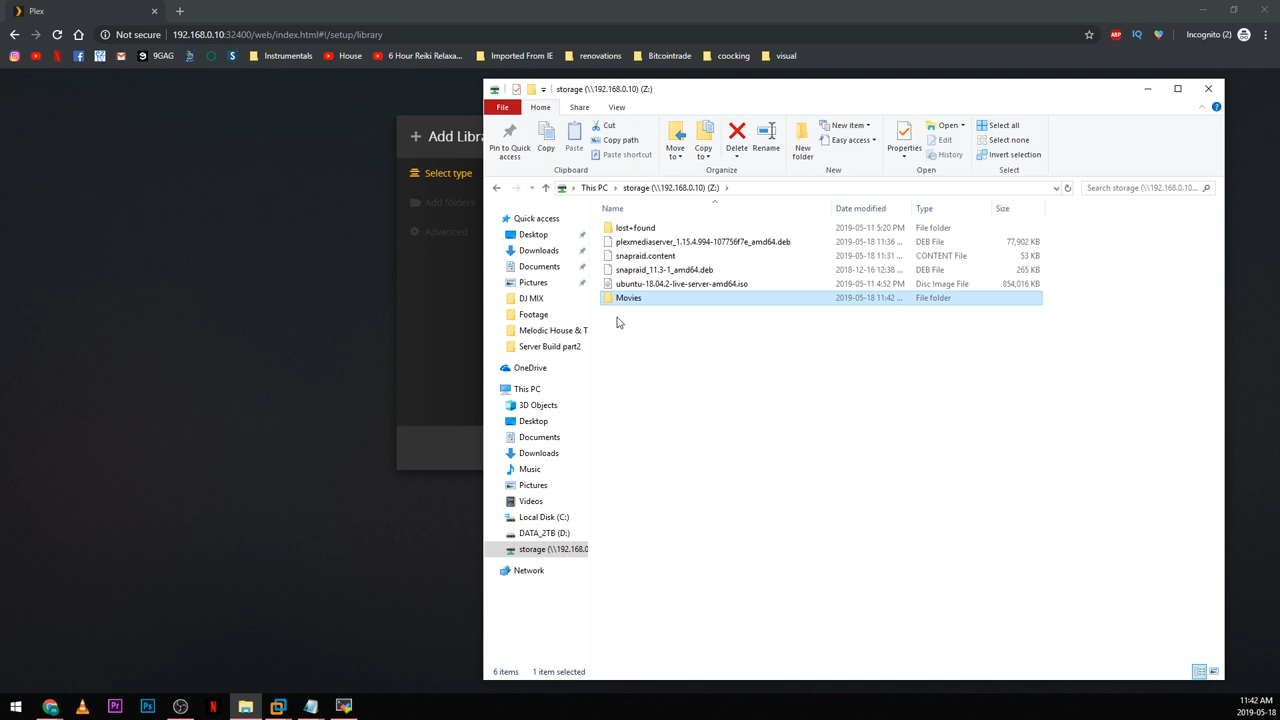 Plex
Not secure 192.168.0.10:32400/web/index.html#!/setup/library
ABP
IQ
Incognito (2)
9GAG
Instrumentals
House
6 Hour Reiki Relaxa...
Imported From IE
renovations
Bitcointrade
coocking
visual
Add Libra
Select type
Add folders
Advanced
storage (\\192.168.0.10) (Z:)
File Home Share View
Pin to Quick access
Copy
Paste
Cut
Copy path
Paste shortcut
Clipboard
Move to
Copy to
Delete
Rename
Organize
New folder
New item
Easy access
New
Properties
Open
Edit
History
Open
Select all
Select none
Invert selection
Select
This PC storage (\\192.168.0.10) (Z:)
Search storage (\\192.168.0.10)...
Name Date modified Type Size
lost+found 2019-05-11 5:20 PM File folder
plexmediaserver_1.15.4.994-107756f7e_amd64.deb 2019-05-18 11:36 ... DEB File 77,902 KB
snapraid.content 2019-05-18 11:31 ... CONTENT File 53 KB
snapraid_11.3-1_amd64.deb 2018-12-16 12:38 ... DEB File 265 KB
ubuntu-18.04.2-live-server-amd64.iso 2019-05-11 4:52 PM Disc Image File 854,016 KB
Movies 2019-05-18 11:42 ... File folder
Quick access
Desktop
Downloads
Documents
Pictures
DJ MIX
Footage
Melodic House & T
Server Build part2
OneDrive
This PC
3D Objects
Desktop
Documents
Downloads
Music
Pictures
Videos
Local Disk (C:)
DATA_2TB (D:)
storage (\\192.168.0
Network
6 items 1 item selected
Pr
Ps
N
11:42 AM
2019-05-18